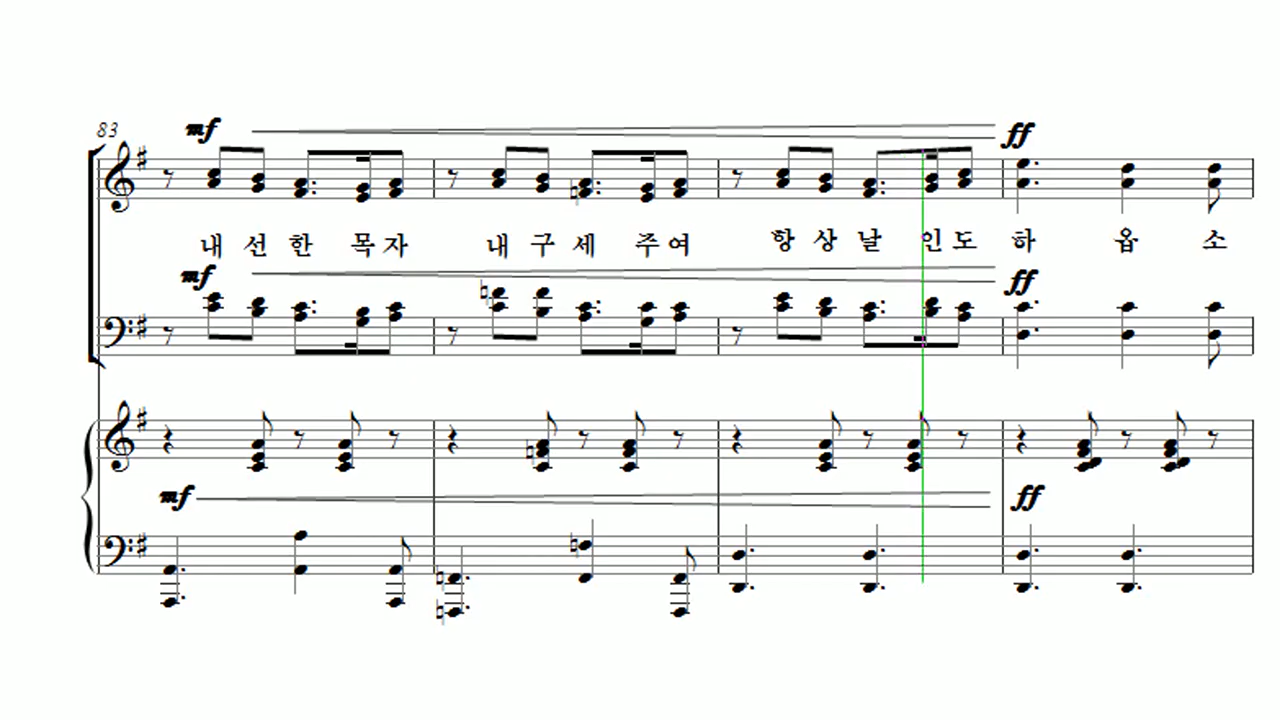 83
mf ff
내 선 한 목 자 내 구 세 주 여 항 상 날 인 도 하 옵 소
mf ff
mf ff